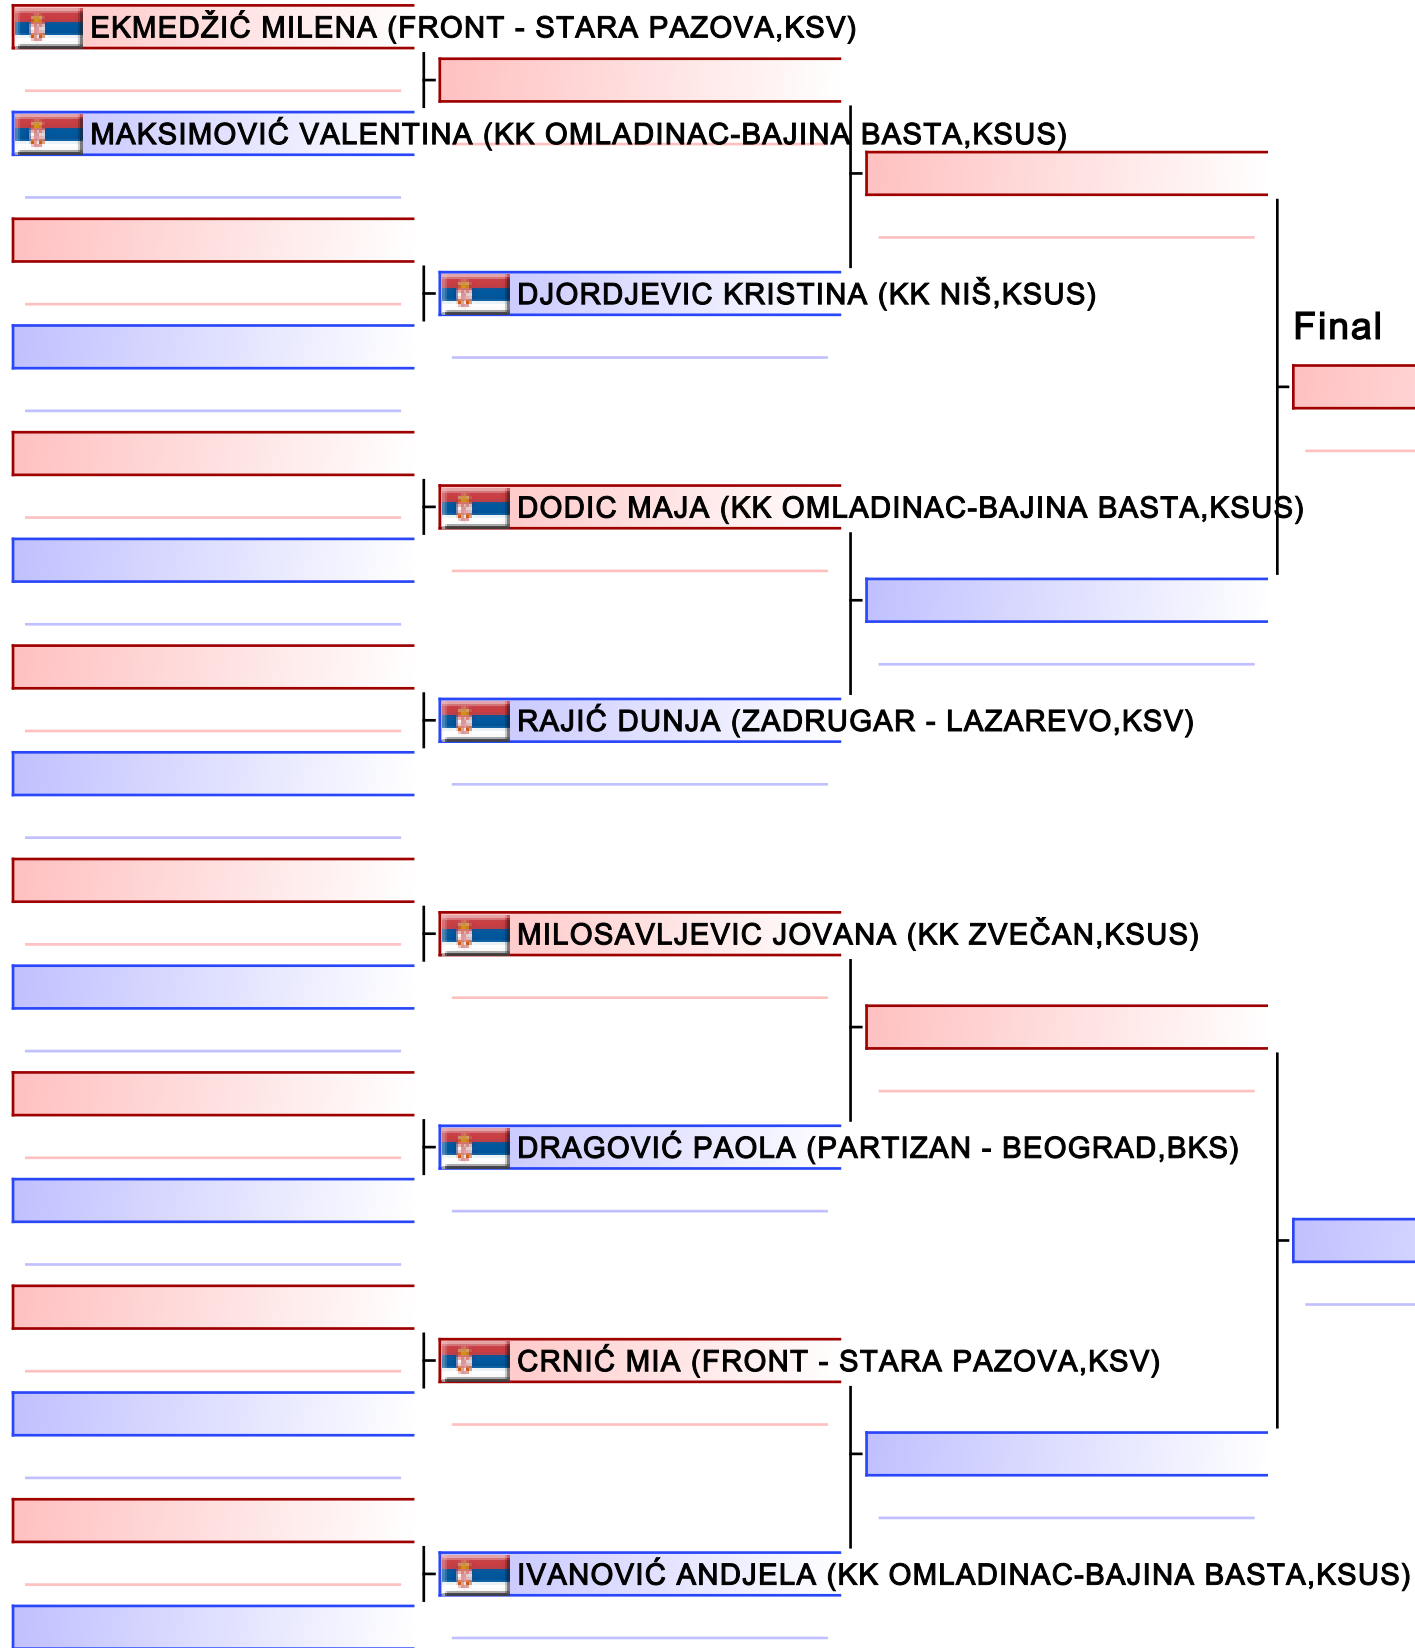 EKMEDŽIĆ MILENA (FRONT - STARA PAZOVA,KSV)
MAKSIMOVIĆ VALENTINA (KK OMLADINAC-BAJINA BASTA,KSUS)
DJORDJEVIC KRISTINA (KK NIŠ,KSUS)
Final
DODIC MAJA (KK OMLADINAC-BAJINA BASTA,KSUS)
RAJIĆ DUNJA (ZADRUGAR - LAZAREVO,KSV)
MILOSAVLJEVIC JOVANA (KK ZVEČAN,KSUS)
DRAGOVIĆ PAOLA (PARTIZAN - BEOGRAD,BKS)
CRNIĆ MIA (FRONT - STARA PAZOVA,KSV)
IVANOVIĆ ANDJELA (KK OMLADINAC-BAJINA BASTA,KSUS)